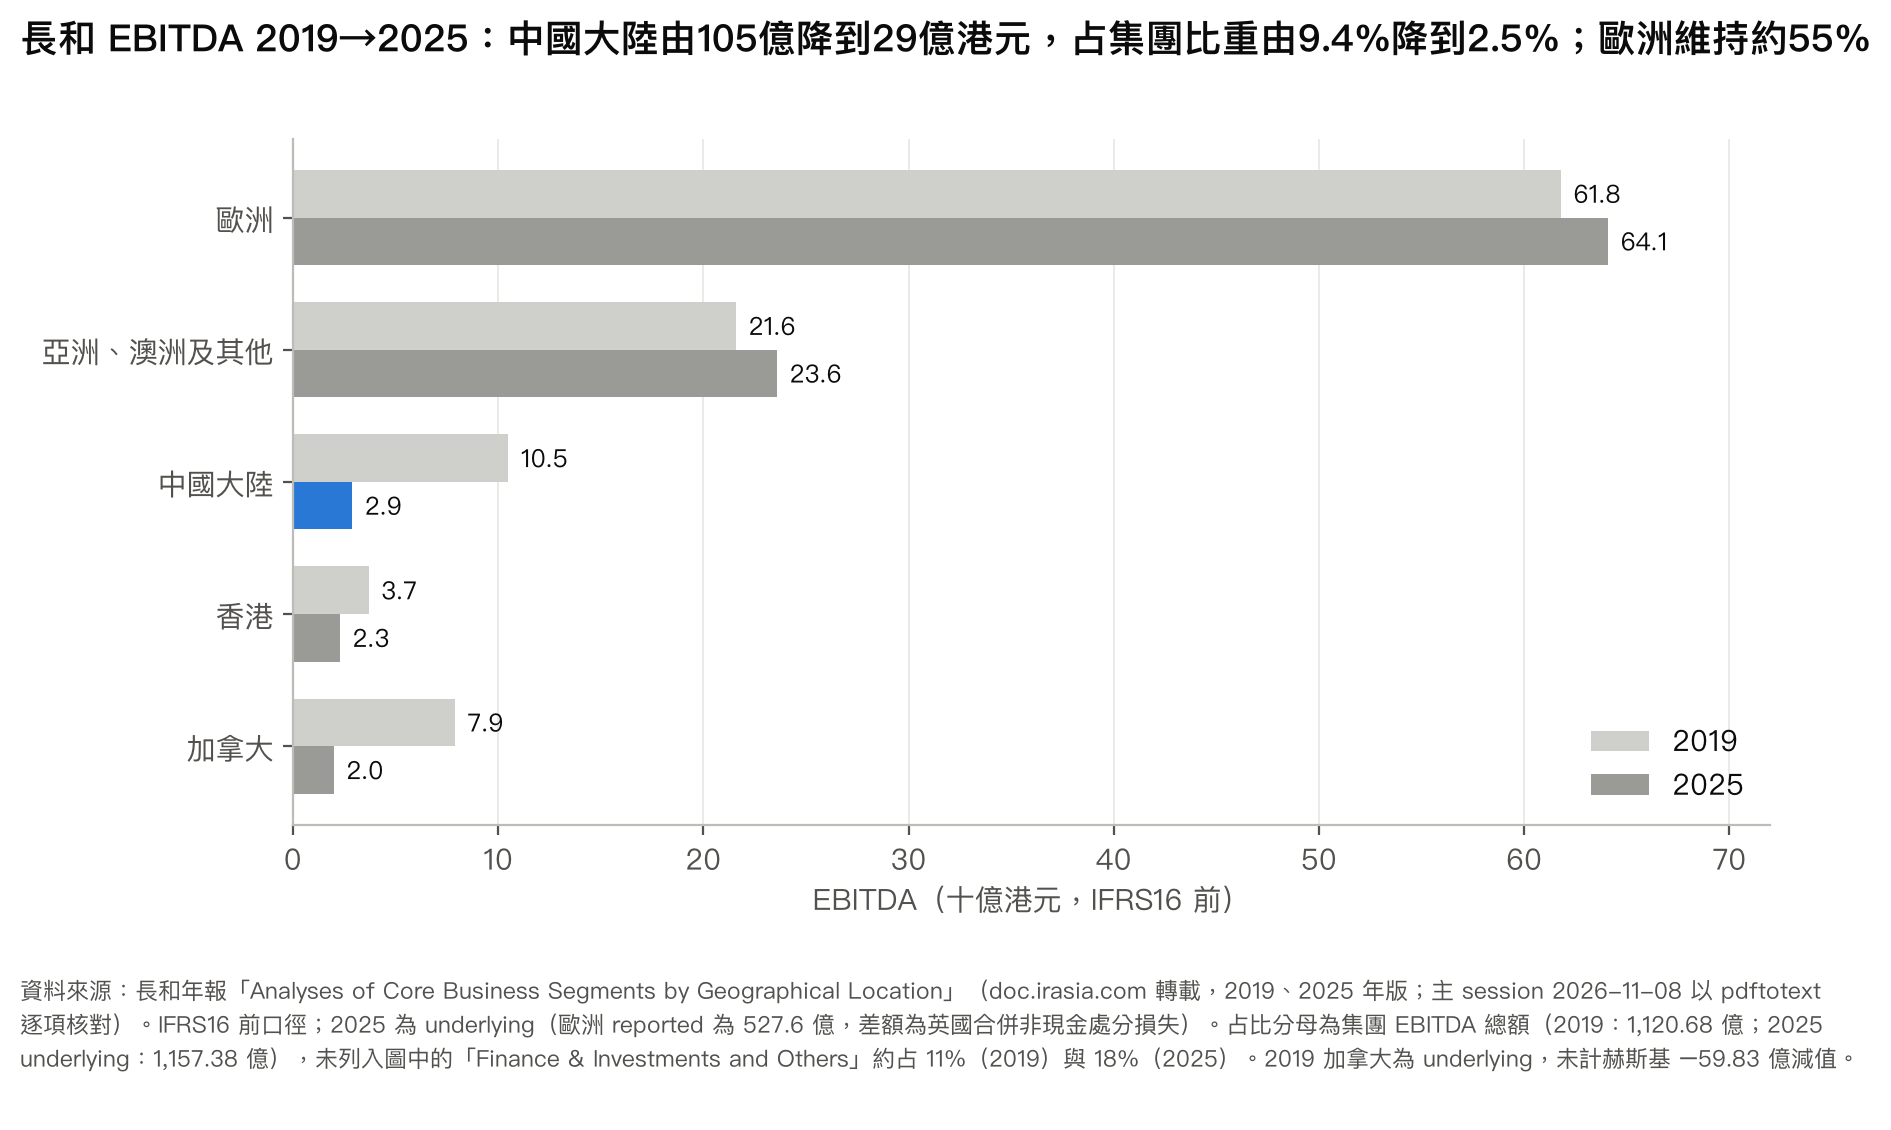 長和 EBITDA 2019→2025：中國大陸由105億降到29億港元，占集團比重由9.4%降到2.5%；歐洲維持約55%
歐洲
61.8
64.1
亞洲、澳洲及其他
21.6
23.6
中國大陸
10.5
2.9
香港
3.7
2.3
加拿大
7.9
2.0
2019
2025
0 10 20 30 40 50 60 70
EBITDA（十億港元，IFRS16 前）
資料來源：長和年報「Analyses of Core Business Segments by Geographical Location」（doc.irasia.com 轉載，2019、2025 年版；主 session 2026–11–08 以 pdftotext
逐項核對）。IFRS16 前口徑；2025 為 underlying（歐洲 reported 為 527.6 億，差額為英國合併非現金處分損失）。占比分母為集團 EBITDA 總額（2019：1,120.68 億；2025
underlying：1,157.38 億），未列入圖中的「Finance & Investments and Others」約占 11%（2019）與 18%（2025）。2019 加拿大為 underlying，未計赫斯基 −59.83 億減值。